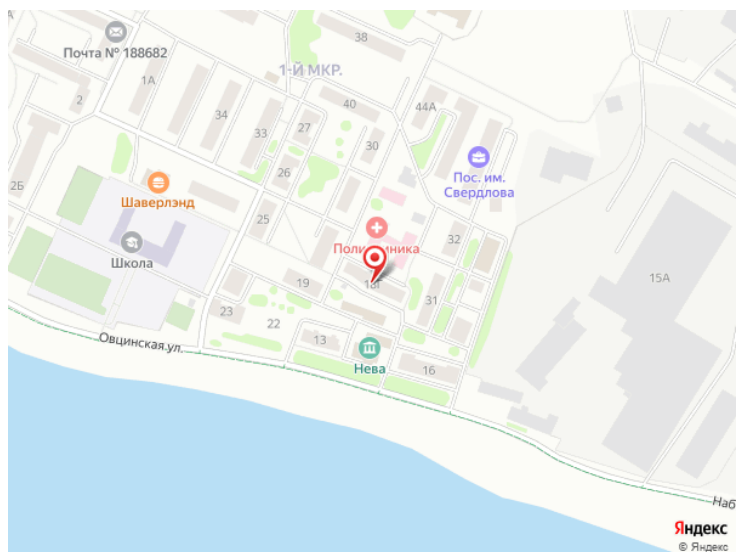 А
38
Почта № 188682
1-Й МКР.
1А
2
40
44А
34
27
33
30
26
Пос. им.
Свердлова
2Б
Шаверлэнд
25
32
Школа
15А
19
18Г
31
23
22
Овцинская ул.
13
Нева
16
Наб
Яндекс
© Яндекс